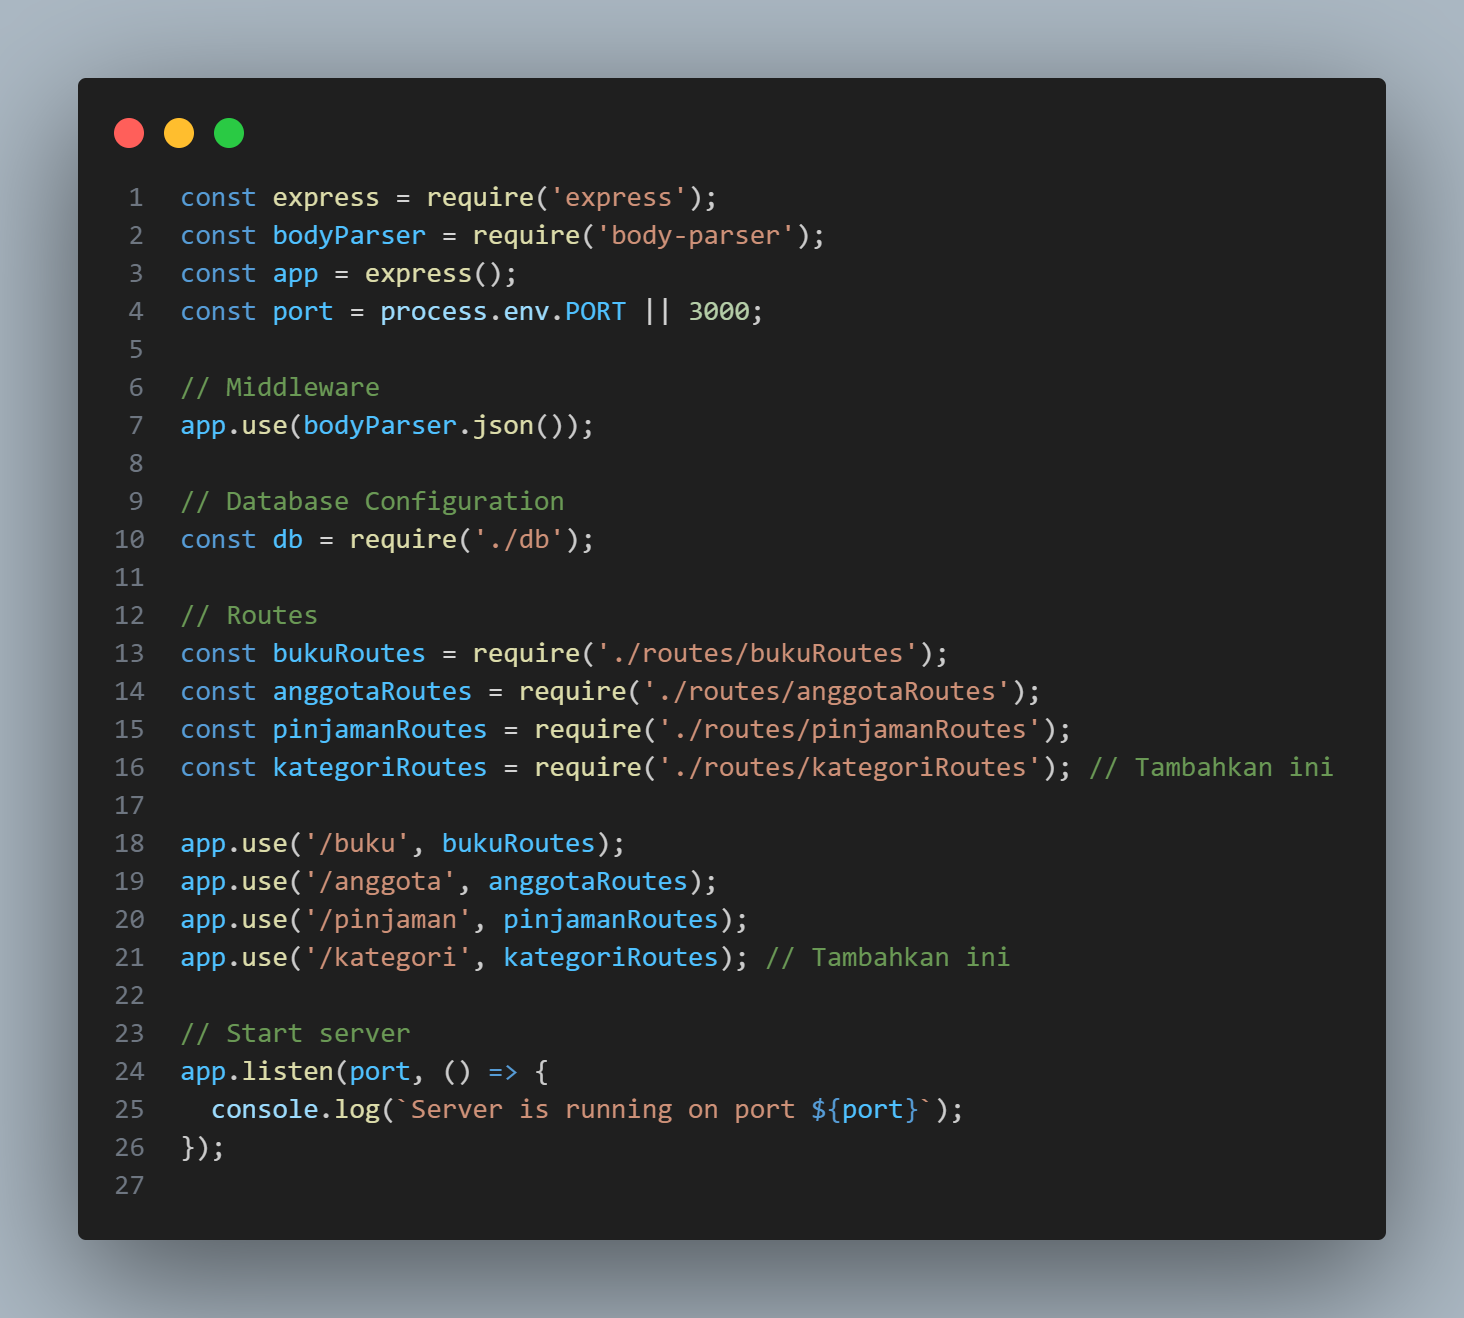 1 const express = require('express');
2 const bodyParser = require('body-parser');
3 const app = express();
4 const port = process.env.PORT || 3000;
5
6 // Middleware
7 app.use(bodyParser.json());
8
9 // Database Configuration
10 const db = require('./db');
11
12 // Routes
13 const bukuRoutes = require('./routes/bukuRoutes');
14 const anggotaRoutes = require('./routes/anggotaRoutes');
15 const pinjamanRoutes = require('./routes/pinjamanRoutes');
16 const kategoriRoutes = require('./routes/kategoriRoutes'); // Tambahkan ini
17
18 app.use('/buku', bukuRoutes);
19 app.use('/anggota', anggotaRoutes);
20 app.use('/pinjaman', pinjamanRoutes);
21 app.use('/kategori', kategoriRoutes); // Tambahkan ini
22
23 // Start server
24 app.listen(port, () => {
25   console.log(`Server is running on port ${port}`);
26 });
27